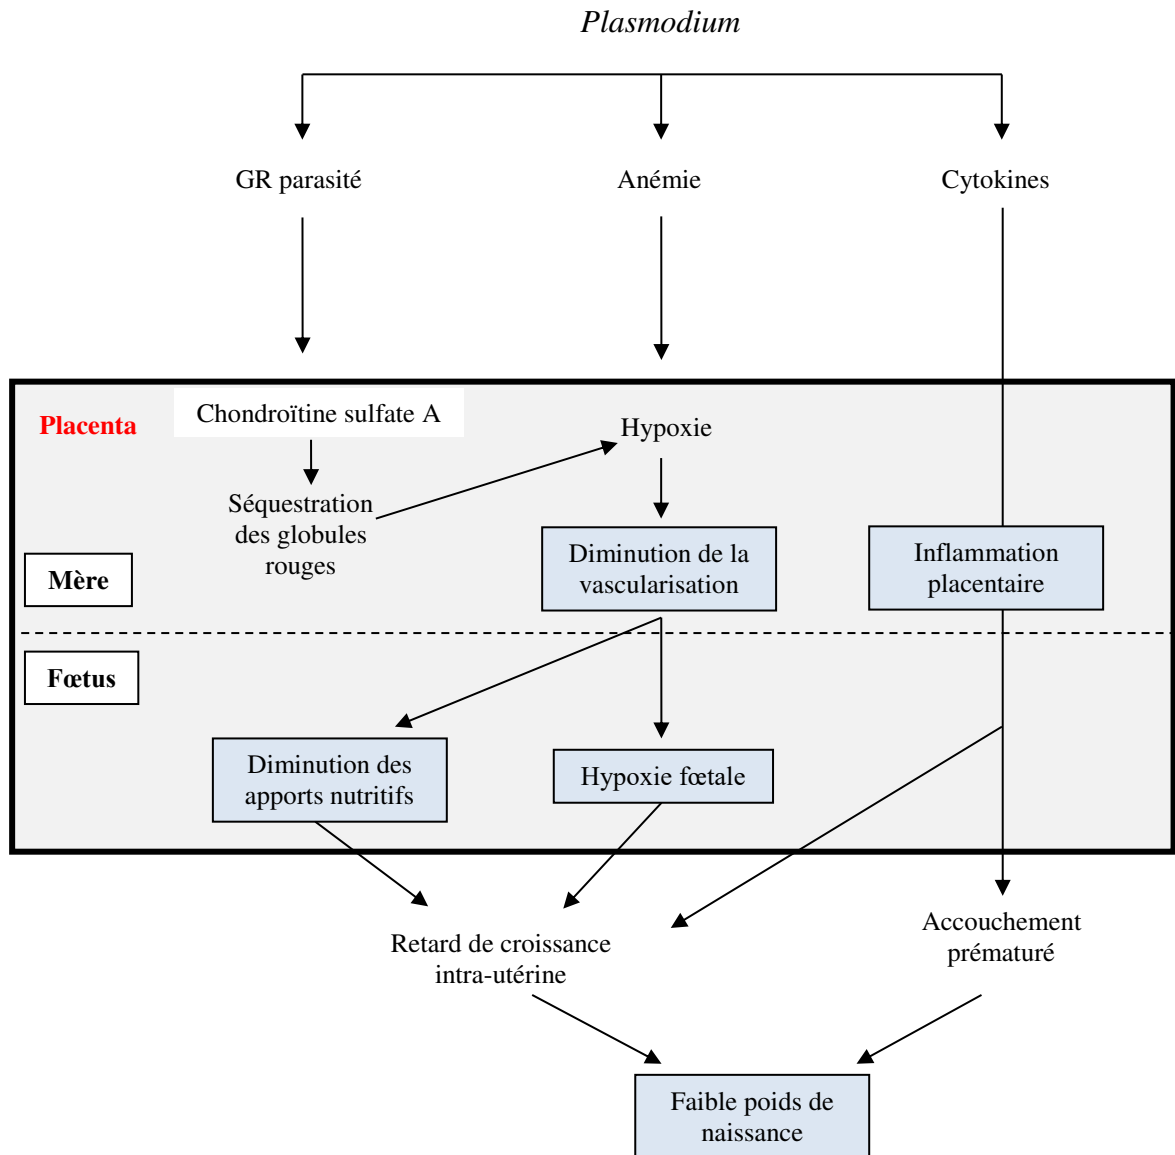 Plasmodium
GR parasité
Anémie
Cytokines
Placenta
Chondroïtine sulfate A
Hypoxie
Séquestration
des globules
rouges
Mère
Diminution de la
vascularisation
Inflammation
placentaire
Fœtus
Diminution des
apports nutritifs
Hypoxie fœtale
Retard de croissance
intra-utérine
Accouchement
prématuré
Faible poids de
naissance